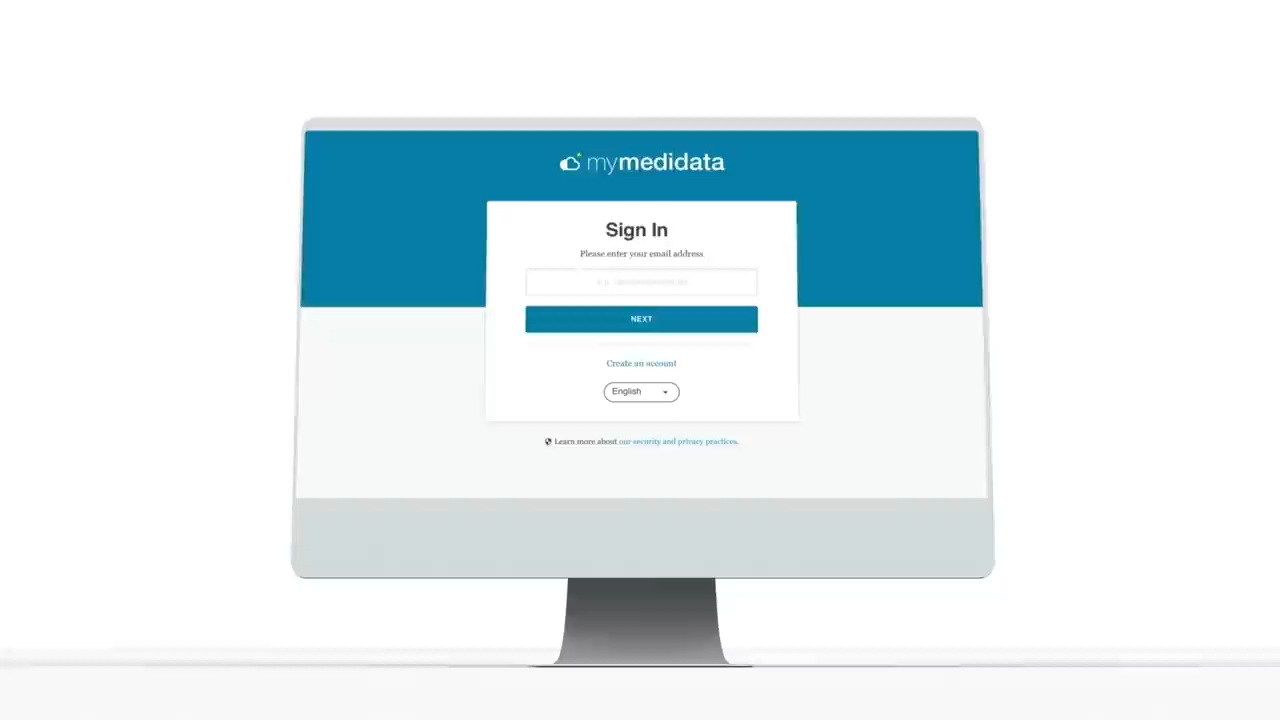 mymedidata
Sign In
Please enter your email address
NEXT
Create an account
English
Learn more about our security and privacy practices.